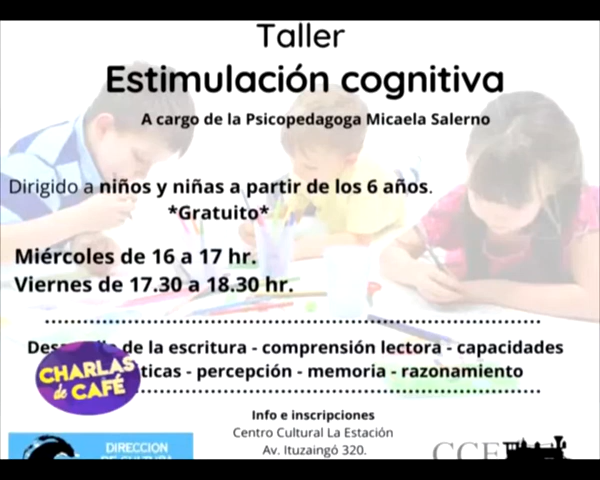 Taller
Estimulación cognitiva
A cargo de la Psicopedagoga Micaela Salerno
Dirigido a niños y niñas a partir de los 6 años.
*Gratuito*
Miércoles de 16 a 17 hr.
Viernes de 17.30 a 18.30 hr.
de la escritura - comprensión lectora - capacidades
- percepción - memoria - razonamiento
CHARLAS
de CAFÉ
Info e inscripciones
Centro Cultural La Estación
Av. Ituzaingó 320.
DIRECCION